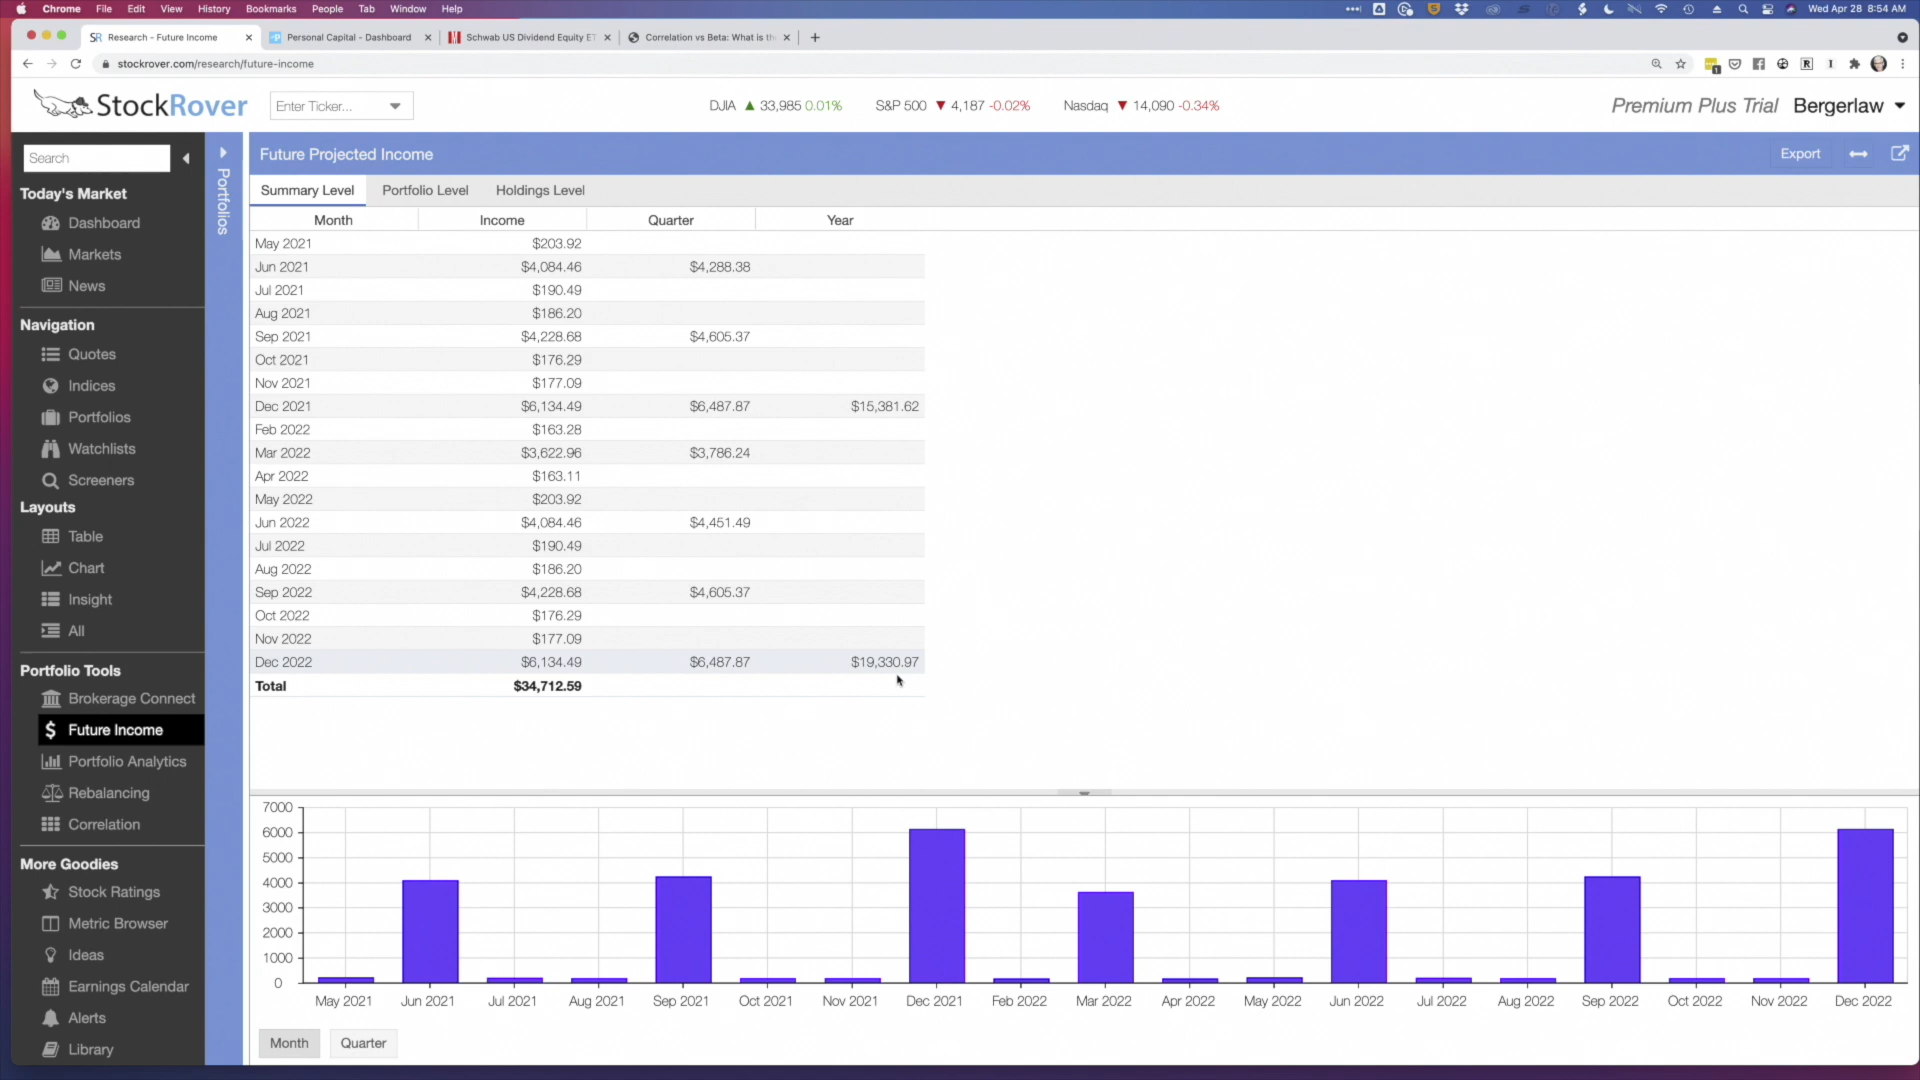 Chrome File Edit View History Bookmarks People Tab Window Help Wed Apr 28 8:54 AM
SR Research - Future Income Personal Capital - Dashboard Schwab US Dividend Equity ET Correlation vs Beta: What is th
stockrover.com/research/future-income
StockRover Enter Ticker... DJIA ▲ 33,985 0.01% S&P 500 ▼ 4,187 -0.02% Nasdaq ▼ 14,090 -0.34% Premium Plus Trial Bergerlaw
Search
Today's Market
Dashboard
Markets
News
Navigation
Quotes
Indices
Portfolios
Watchlists
Screeners
Layouts
Table
Chart
Insight
All
Portfolio Tools
Brokerage Connect
$ Future Income
Portfolio Analytics
Rebalancing
Correlation
More Goodies
Stock Ratings
Metric Browser
Ideas
Earnings Calendar
Alerts
Library
Portfolios
Future Projected Income Export
Summary Level Portfolio Level Holdings Level
Month Income Quarter Year
May 2021 $203.92
Jun 2021 $4,084.46 $4,288.38
Jul 2021 $190.49
Aug 2021 $186.20
Sep 2021 $4,228.68 $4,605.37
Oct 2021 $176.29
Nov 2021 $177.09
Dec 2021 $6,134.49 $6,487.87 $15,381.62
Feb 2022 $163.28
Mar 2022 $3,622.96 $3,786.24
Apr 2022 $163.11
May 2022 $203.92
Jun 2022 $4,084.46 $4,451.49
Jul 2022 $190.49
Aug 2022 $186.20
Sep 2022 $4,228.68 $4,605.37
Oct 2022 $176.29
Nov 2022 $177.09
Dec 2022 $6,134.49 $6,487.87 $19,330.97
Total $34,712.59
7000
6000
5000
4000
3000
2000
1000
0
May 2021 Jun 2021 Jul 2021 Aug 2021 Sep 2021 Oct 2021 Nov 2021 Dec 2021 Feb 2022 Mar 2022 Apr 2022 May 2022 Jun 2022 Jul 2022 Aug 2022 Sep 2022 Oct 2022 Nov 2022 Dec 2022
Month Quarter